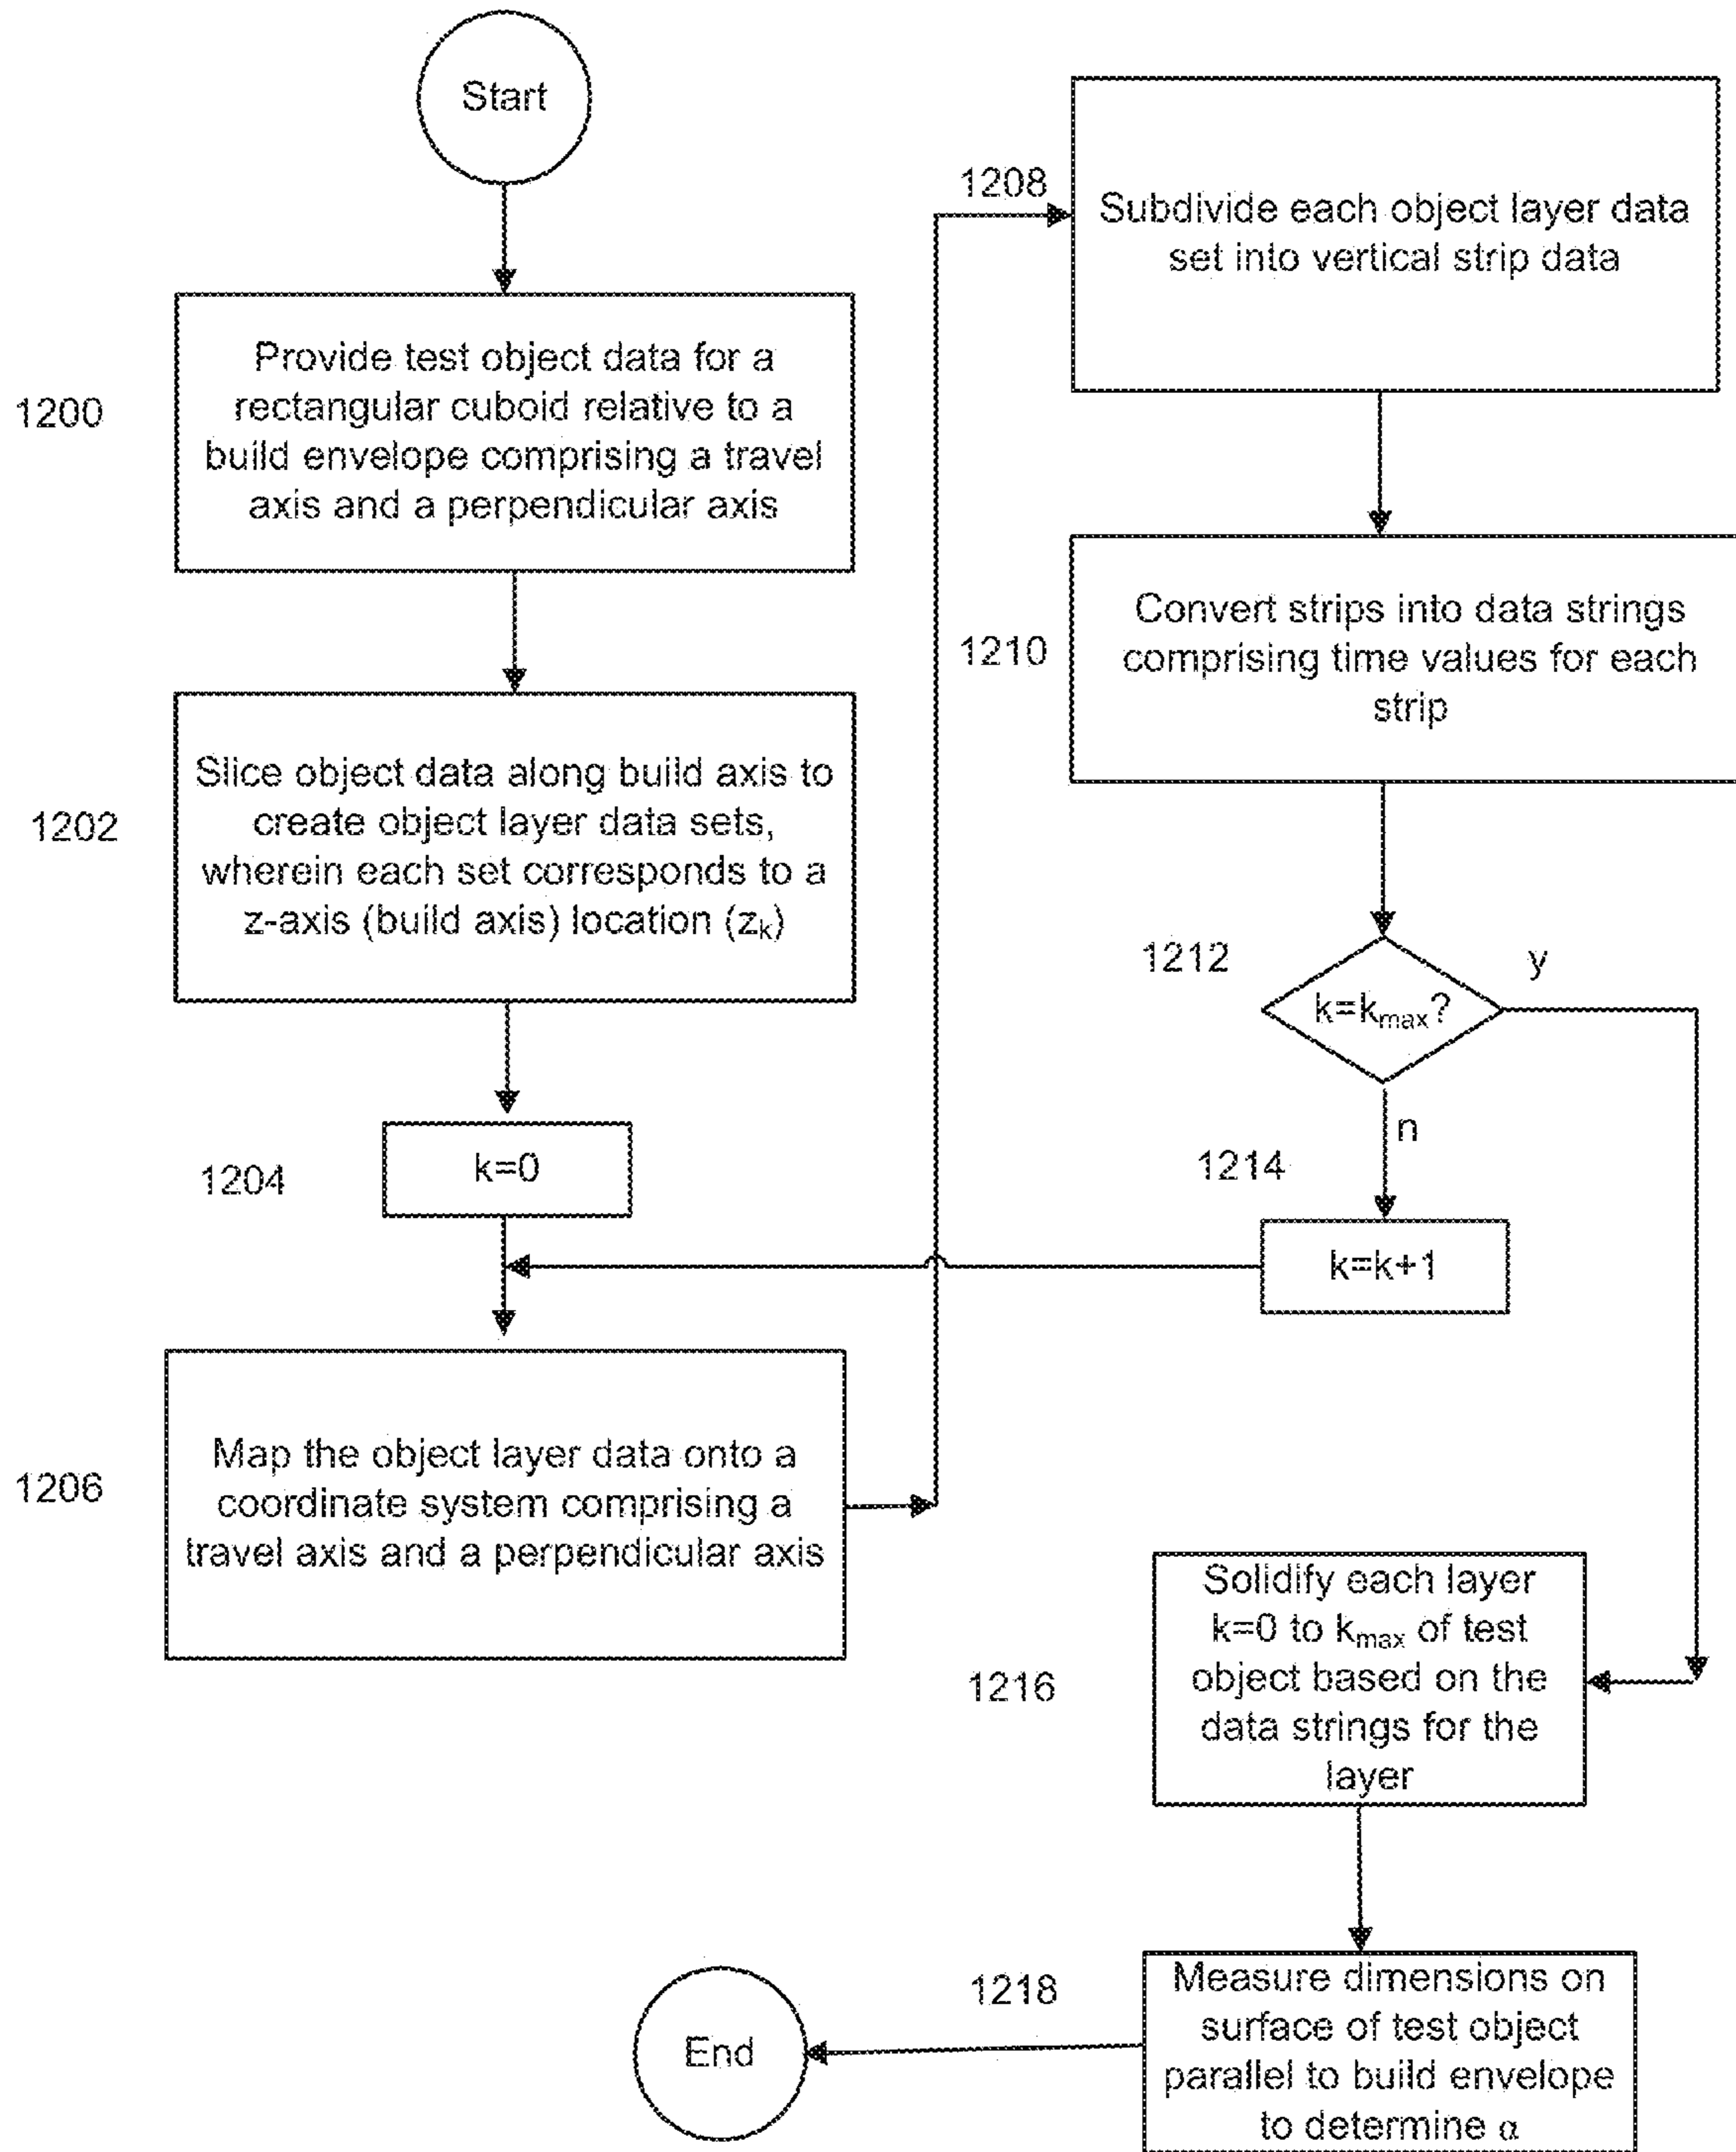 Start
1200
Provide test object data for a
rectangular cuboid relative to a
build envelope comprising a travel
axis and a perpendicular axis
1202
Slice object data along build axis to
create object layer data sets,
wherein each set corresponds to a
z-axis (build axis) location (zk)
1204
k=0
1206
Map the object layer data onto a
coordinate system comprising a
travel axis and a perpendicular axis
1208
Subdivide each object layer data
set into vertical strip data
1210
Convert strips into data strings
comprising time values for each
strip
1212
k=kmax?
y
n
1214
k=k+1
1216
Solidify each layer
k=0 to kmax of test
object based on the
data strings for the
layer
1218
Measure dimensions on
surface of test object
parallel to build envelope
to determine α
End